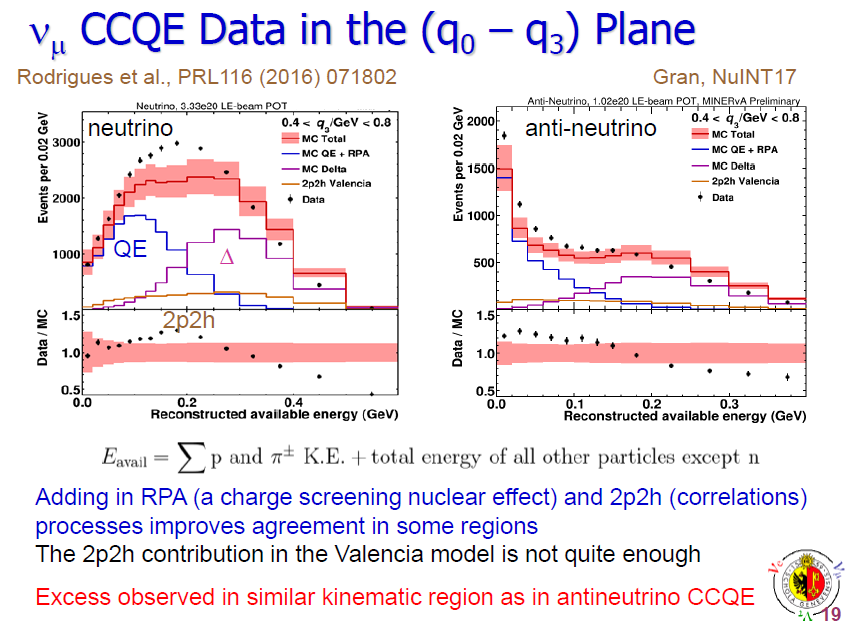 νμ CCQE Data in the (q0 – q3) Plane
Rodrigues et al., PRL116 (2016) 071802
Gran, NuINT17
Neutrino, 3.33e20 LE-beam POT
neutrino
0.4 < q3/GeV < 0.8
MC Total
MC QE + RPA
MC Delta
2p2h Valencia
Data
Events per 0.02 GeV
3000
2000
1000
QE
Δ
2p2h
Data / MC
1.5
1.0
0.5
0.0 0.2 0.4
Reconstructed available energy (GeV)
Anti-Neutrino, 1.02e20 LE-beam POT, MINERvA Preliminary
anti-neutrino
0.4 < q3/GeV < 0.8
MC Total
MC QE + RPA
MC Delta
2p2h Valencia
Data
Events per 0.02 GeV
2000
1500
1000
500
Data / MC
1.5
1.0
0.5
0.0 0.1 0.2 0.3
Reconstructed available energy (GeV)
Eavail = ∑ p and π± K.E. + total energy of all other particles except n
Adding in RPA (a charge screening nuclear effect) and 2p2h (correlations)
processes improves agreement in some regions
The 2p2h contribution in the Valencia model is not quite enough
Excess observed in similar kinematic region as in antineutrino CCQE
νe νμ
ντ 19